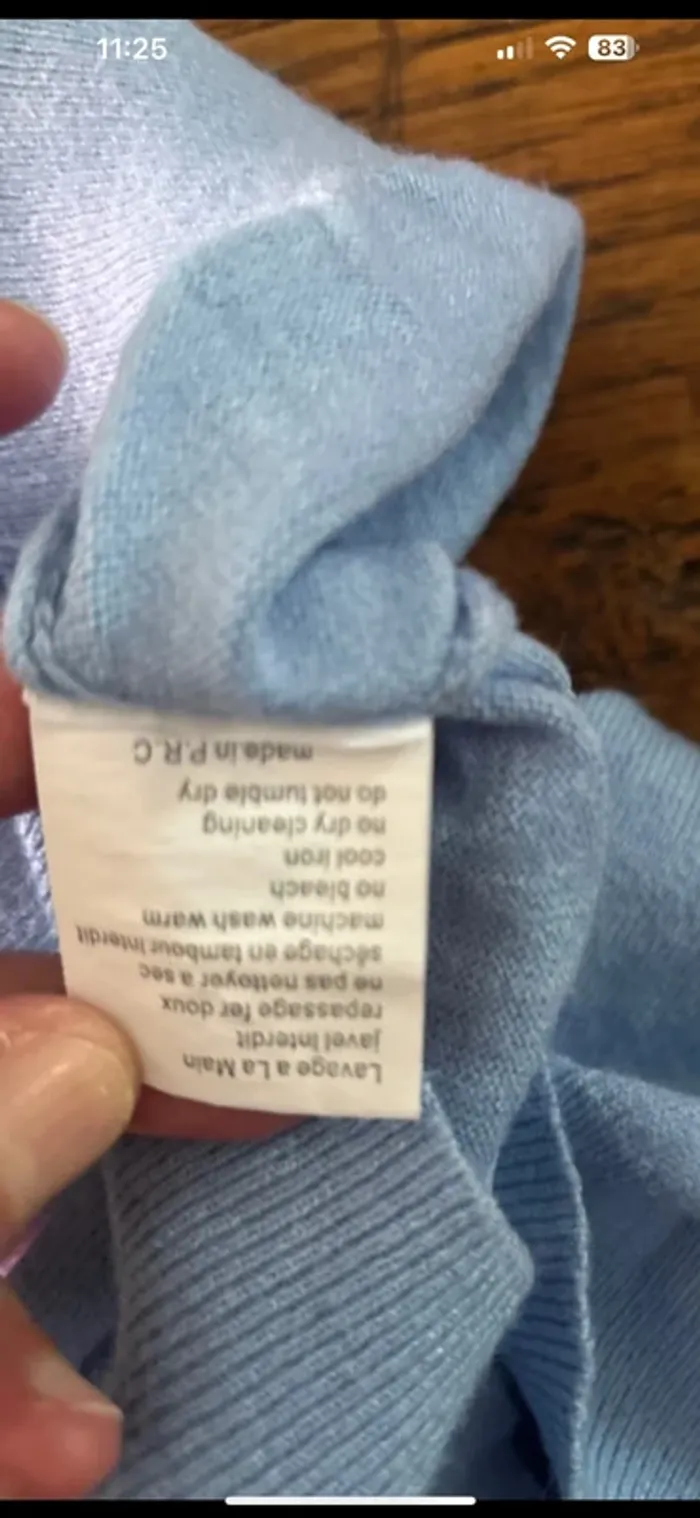 11:25
83
Lavage a La Main
javel interdit
repassage fer doux
ne pas nettoyer a sec
séchage en tambour interdit
machine wash warm
no bleach
cool iron
no dry cleaning
do not tumble dry
made in P.R.C